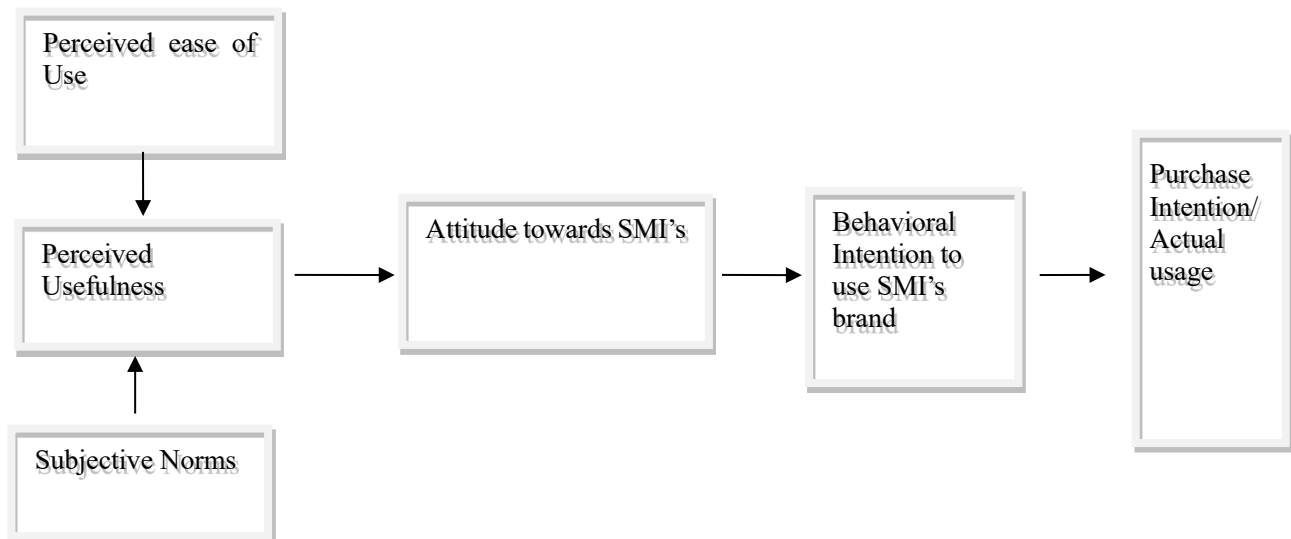 Perceived ease of
Use
Perceived
Usefulness
Subjective Norms
Attitude towards SMI’s
Behavioral
Intention to
use SMI’s
brand
Purchase
Intention/
Actual
usage